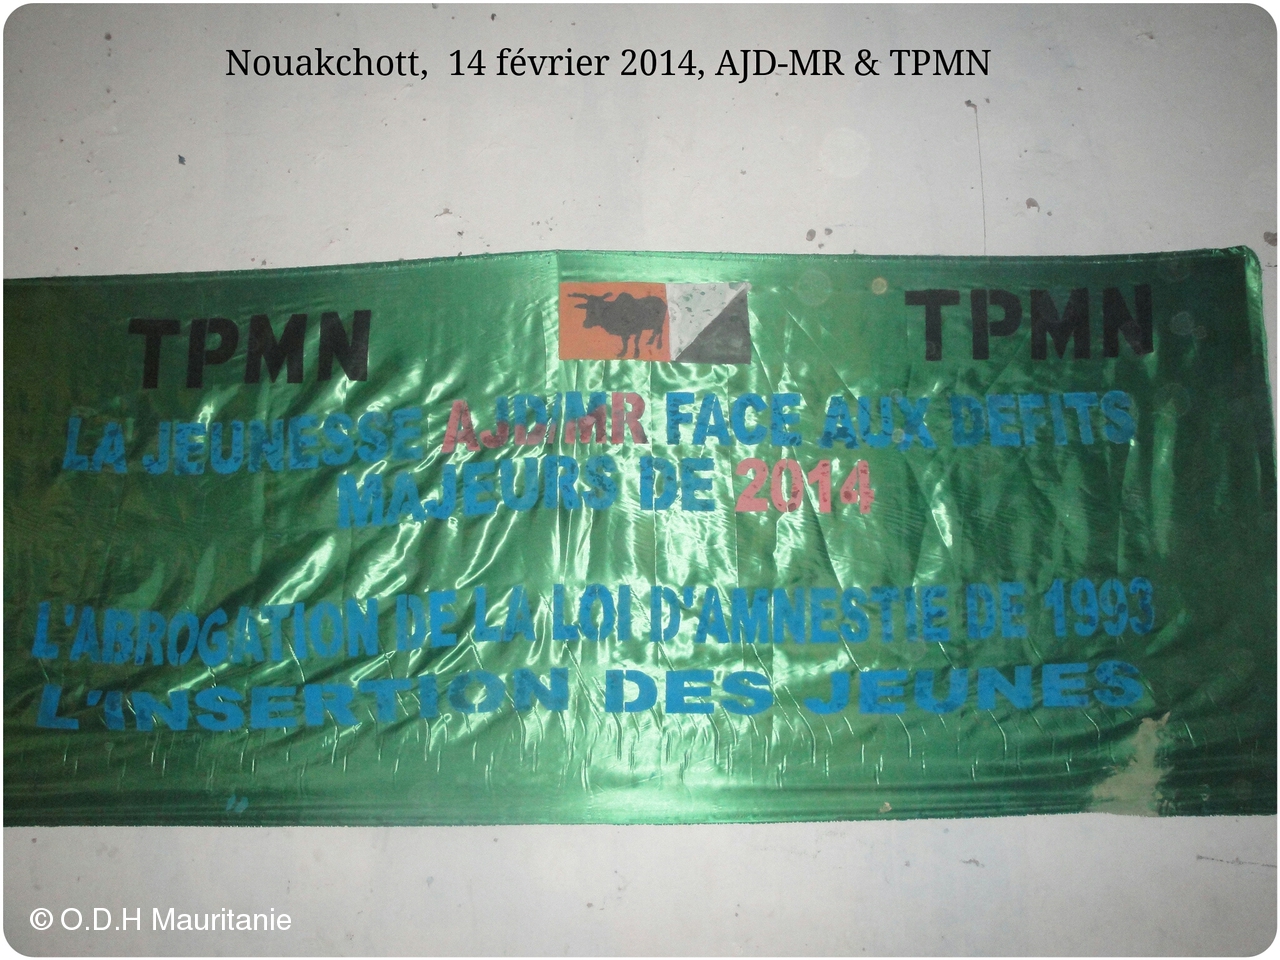 Nouakchott, 14 février 2014, AJD-MR & TPMN
TPMN TPMN
LA JEUNESSE AJD/MR FACE AUX DEFITS
MAJEURS DE 2014
L'ABROGATION DE LA LOI D'AMNESTIE DE 1993
L'INSERTION DES JEUNES
© O.D.H Mauritanie